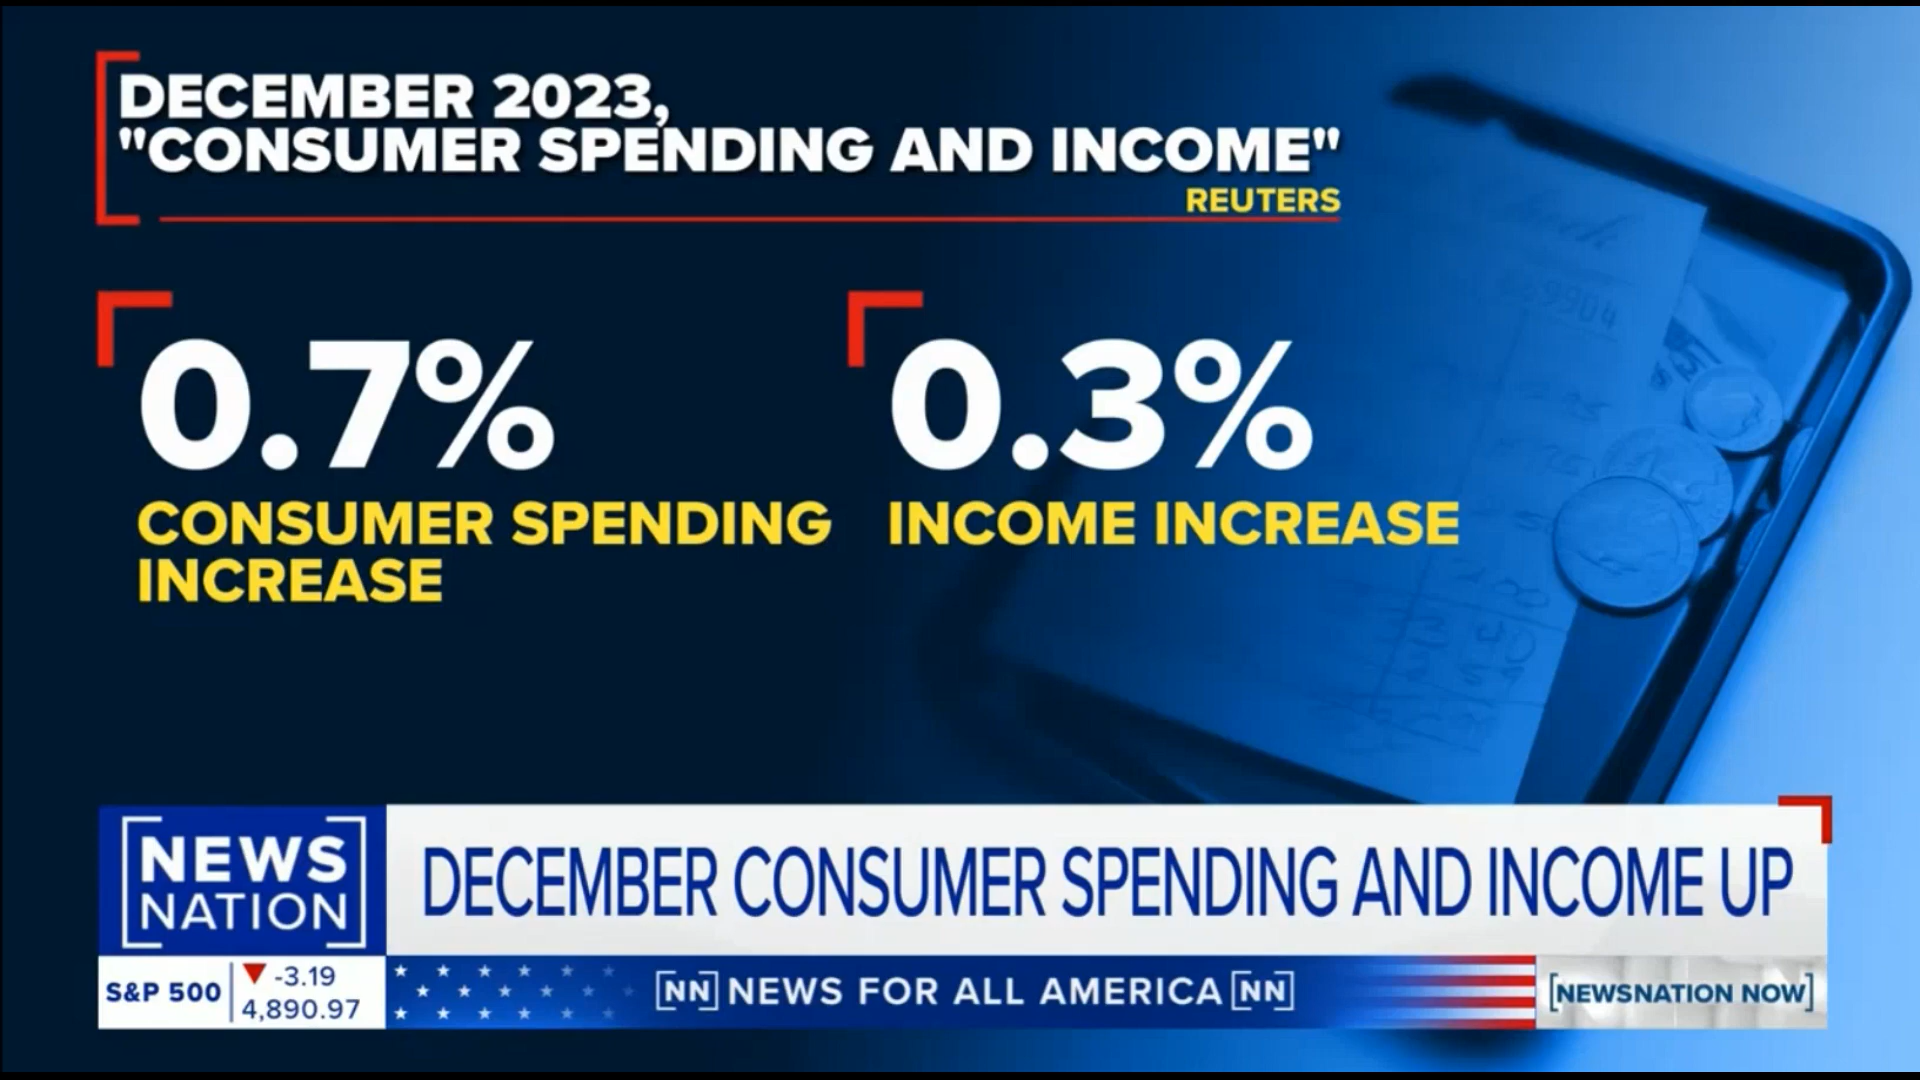 DECEMBER 2023,
"CONSUMER SPENDING AND INCOME"
REUTERS
0.7%
CONSUMER SPENDING
INCREASE
0.3%
INCOME INCREASE
NEWS
NATION
DECEMBER CONSUMER SPENDING AND INCOME UP
S&P 500
▼ -3.19
4,890.97
[NN] NEWS FOR ALL AMERICA [NN]
[NEWSNATION NOW]